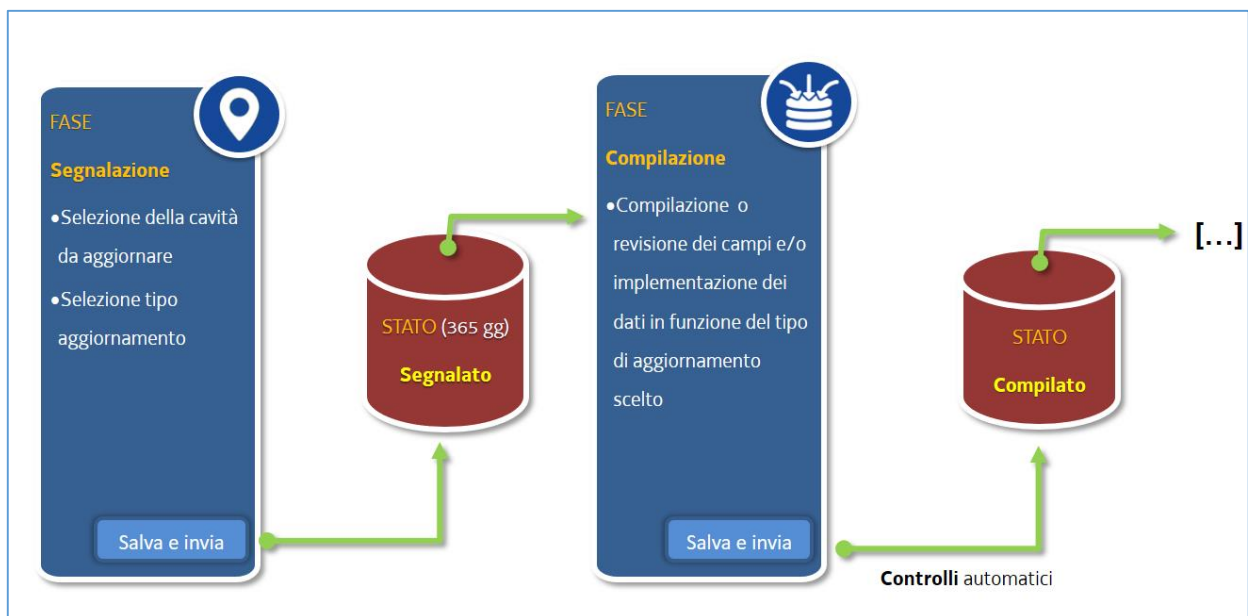 FASE
Segnalazione
•Selezione della cavità
da aggiornare
•Selezione tipo
aggiornamento
Salva e invia
STATO (365 gg)
Segnalato
FASE
Compilazione
•Compilazione o
revisione dei campi e/o
implementazione dei
dati in funzione del tipo
di aggiornamento
scelto
Salva e invia
Controlli automatici
STATO
Compilato
[...]